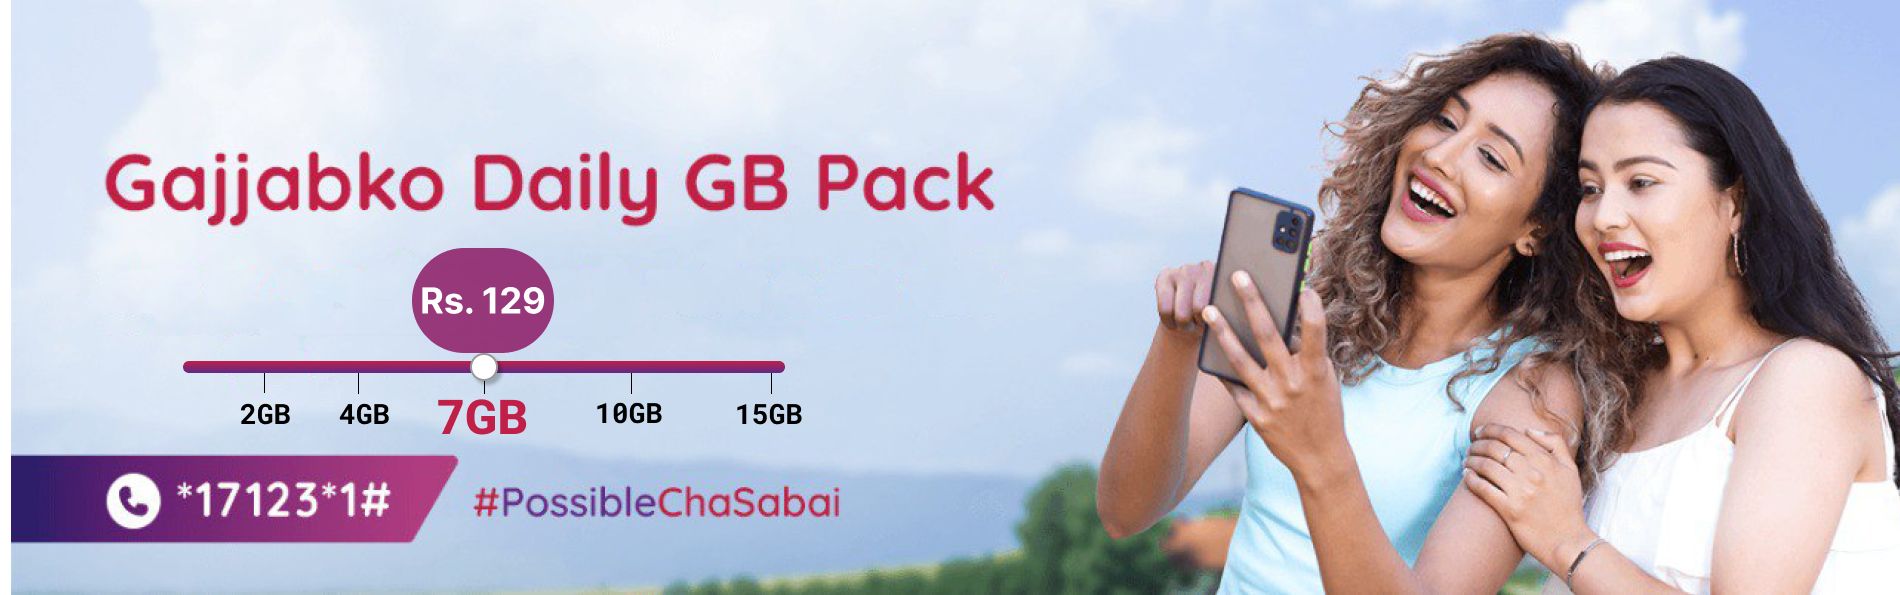 Gajjabko Daily GB Pack
Rs. 129
2GB 4GB 7GB 10GB 15GB
*17123*1# #PossibleChaSabai